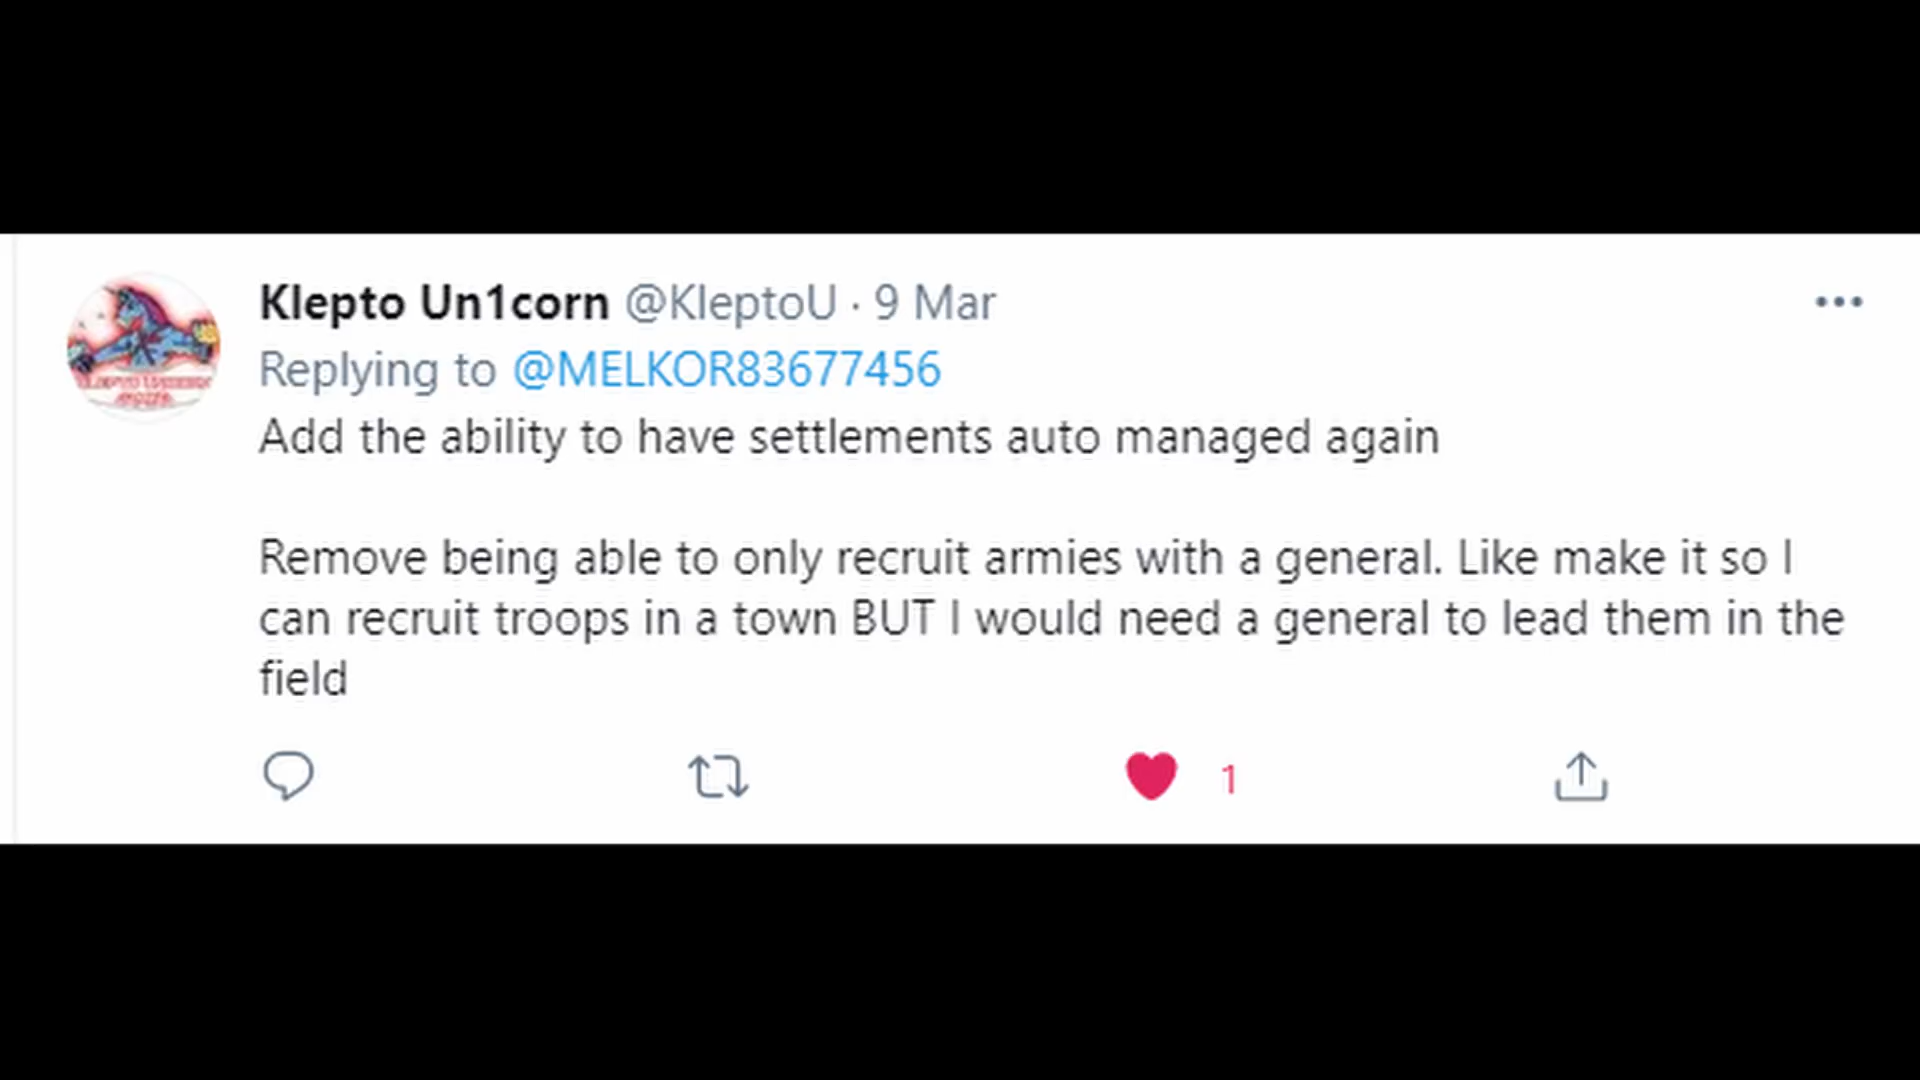 Klepto Un1corn @KleptoU · 9 Mar
Replying to @MELKOR83677456
Add the ability to have settlements auto managed again
Remove being able to only recruit armies with a general. Like make it so I
can recruit troops in a town BUT I would need a general to lead them in the
field
1